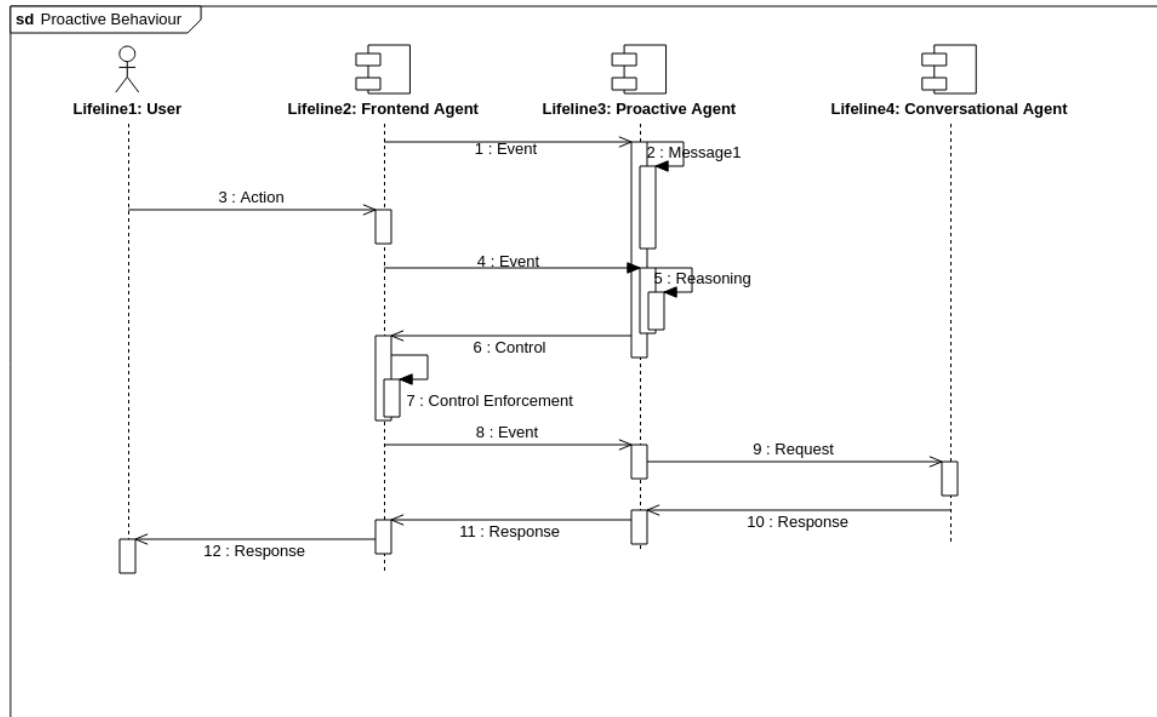 sd Proactive Behaviour
Lifeline1: User
Lifeline2: Frontend Agent
Lifeline3: Proactive Agent
Lifeline4: Conversational Agent
1 : Event
2 : Message1
3 : Action
4 : Event
5 : Reasoning
6 : Control
7 : Control Enforcement
8 : Event
9 : Request
10 : Response
11 : Response
12 : Response